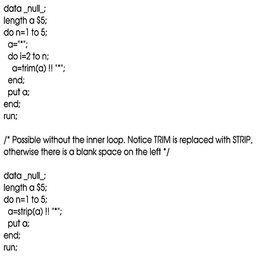 data _null_;
length a $5;
do n=1 to 5;
a="*";
do i=2 to n;
a=trim(a) !! "*";
end;
put a;
end;
run;
/* Possible without the inner loop. Notice TRIM is replaced with STRIP,
otherwise there is a blank space on the left */
data _null_;
length a $5;
do n=1 to 5;
a=strip(a) !! "*";
put a;
end;
run;